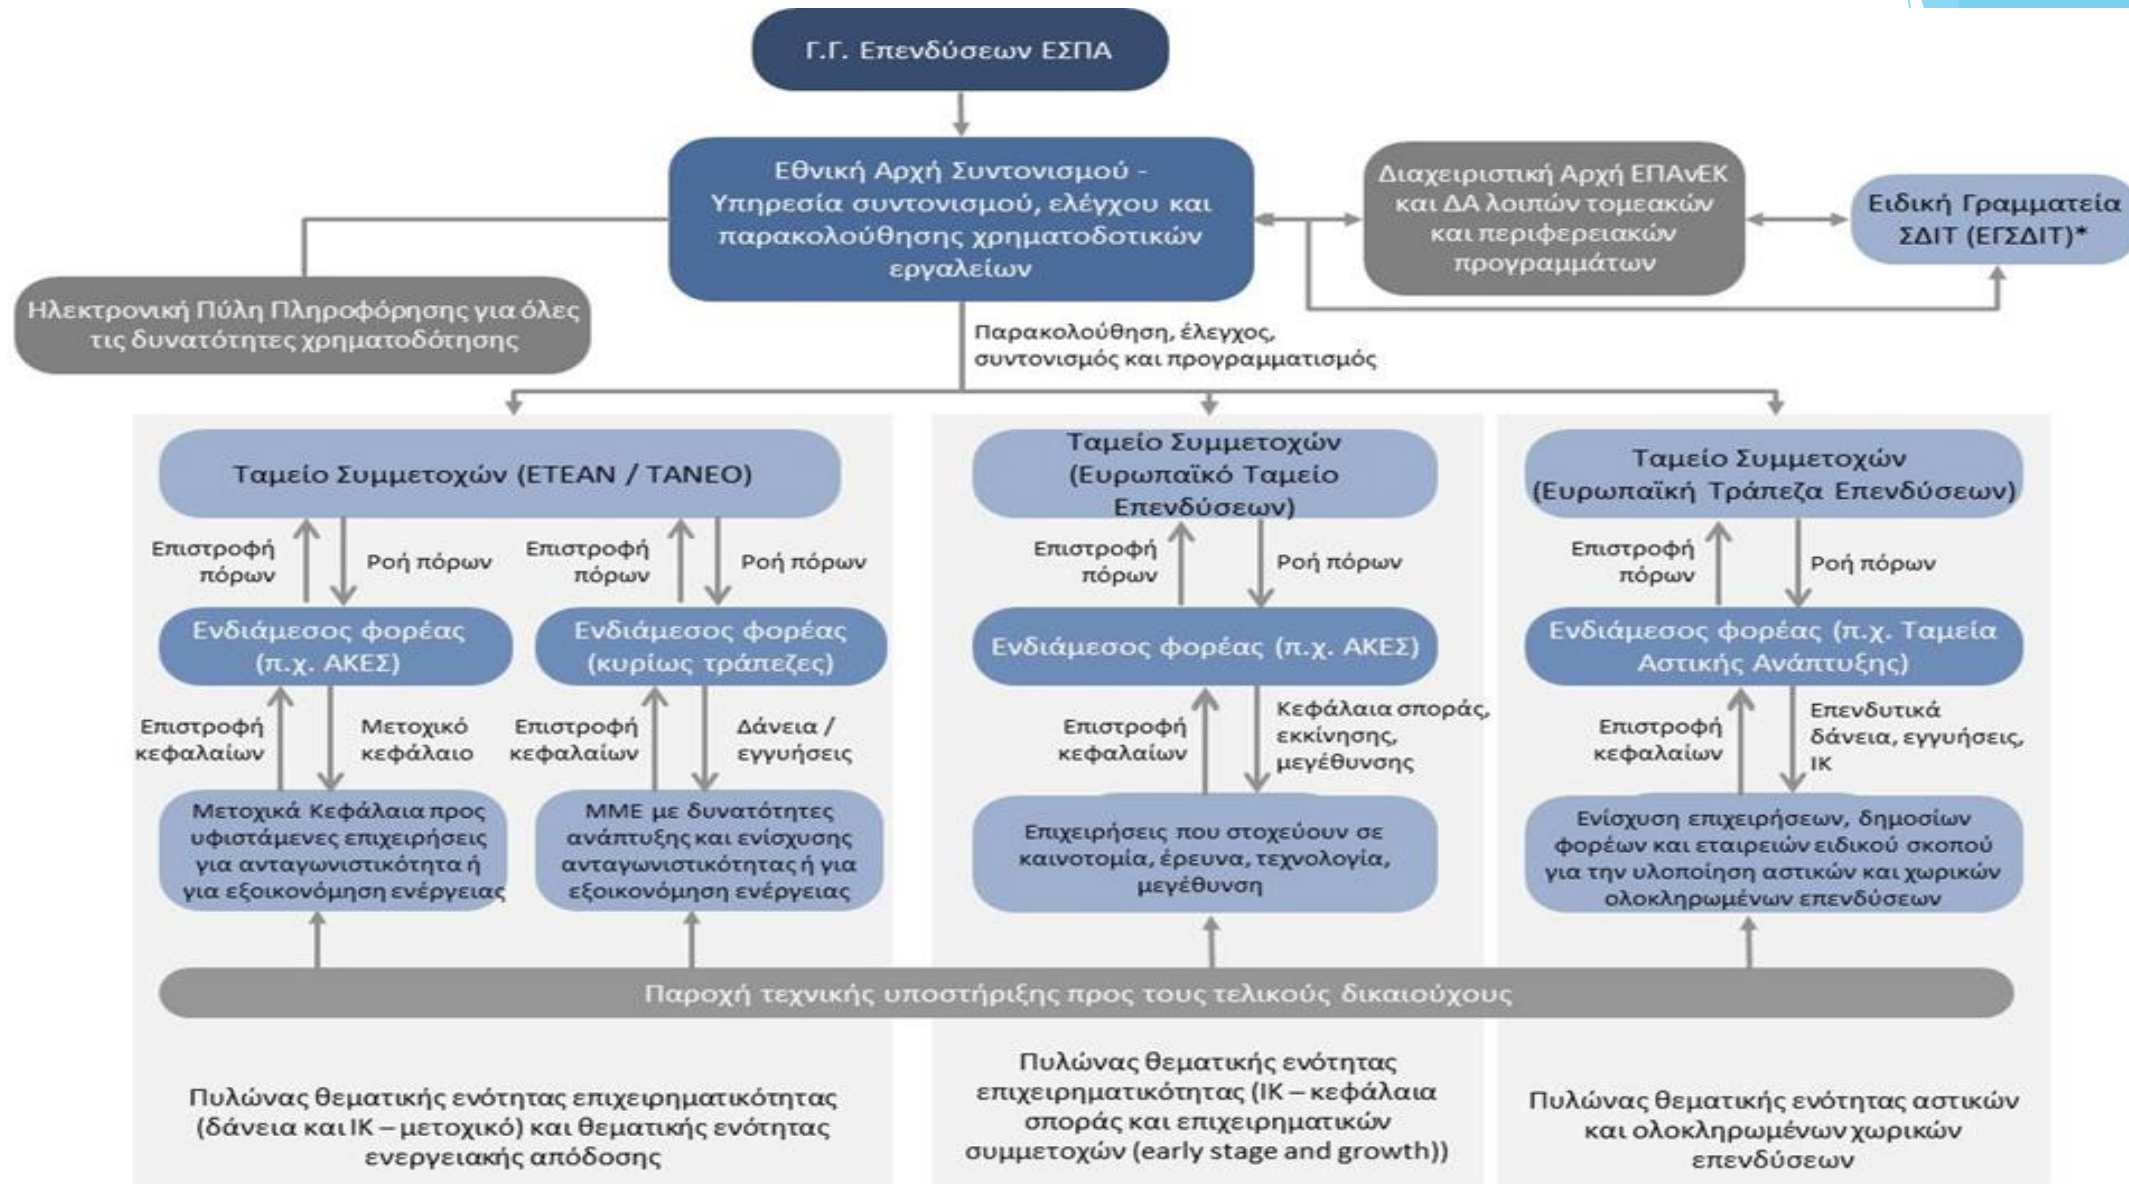 Γ.Γ. Επενδύσεων ΕΣΠΑ
Εθνική Αρχή Συντονισμού -
Υπηρεσία συντονισμού, ελέγχου και
παρακολούθησης χρηματοδοτικών
εργαλείων
Διαχειριστική Αρχή ΕΠΑνΕΚ
και ΔΑ λοιπών τομεακών
και περιφερειακών
προγραμμάτων
Ειδική Γραμματεία
ΣΔΙΤ (ΕΓΣΔΙΤ)*
Ηλεκτρονική Πύλη Πληροφόρησης για όλες
τις δυνατότητες χρηματοδότησης
Παρακολούθηση, έλεγχος,
συντονισμός και προγραμματισμός
Ταμείο Συμμετοχών (ΕΤΕΑΝ / ΤΑΝΕΟ)
Επιστροφή
πόρων
Ροή πόρων
Επιστροφή
πόρων
Ροή πόρων
Ενδιάμεσος φορέας
(π.χ. ΑΚΕΣ)
Ενδιάμεσος φορέας
(κυρίως τράπεζες)
Επιστροφή
κεφαλαίων
Μετοχικό
κεφάλαιο
Επιστροφή
κεφαλαίων
Δάνεια /
εγγυήσεις
Μετοχικά Κεφάλαια προς
υφιστάμενες επιχειρήσεις
για ανταγωνιστικότητα ή
για εξοικονόμηση ενέργειας
ΜΜΕ με δυνατότητες
ανάπτυξης και ενίσχυσης
ανταγωνιστικότητας ή για
εξοικονόμηση ενέργειας
Ταμείο Συμμετοχών
(Ευρωπαϊκό Ταμείο
Επενδύσεων)
Επιστροφή
πόρων
Ροή πόρων
Ενδιάμεσος φορέας (π.χ. ΑΚΕΣ)
Επιστροφή
κεφαλαίων
Κεφάλαια σποράς,
εκκίνησης,
μεγέθυνσης
Επιχειρήσεις που στοχεύουν σε
καινοτομία, έρευνα, τεχνολογία,
μεγέθυνση
Ταμείο Συμμετοχών
(Ευρωπαϊκή Τράπεζα Επενδύσεων)
Επιστροφή
πόρων
Ροή πόρων
Ενδιάμεσος φορέας (π.χ. Ταμεία
Αστικής Ανάπτυξης)
Επιστροφή
κεφαλαίων
Επενδυτικά
δάνεια, εγγυήσεις,
ΙΚ
Ενίσχυση επιχειρήσεων, δημοσίων
φορέων και εταιρειών ειδικού σκοπού
για την υλοποίηση αστικών και χωρικών
ολοκληρωμένων επενδύσεων
Παροχή τεχνικής υποστήριξης προς τους τελικούς δικαιούχους
Πυλώνας θεματικής ενότητας επιχειρηματικότητας
(δάνεια και ΙΚ – μετοχικό) και θεματικής ενότητας
ενεργειακής απόδοσης
Πυλώνας θεματικής ενότητας
επιχειρηματικότητας (ΙΚ – κεφάλαια
σποράς και επιχειρηματικών
συμμετοχών (early stage and growth))
Πυλώνας θεματικής ενότητας αστικών
και ολοκληρωμένων χωρικών
επενδύσεων